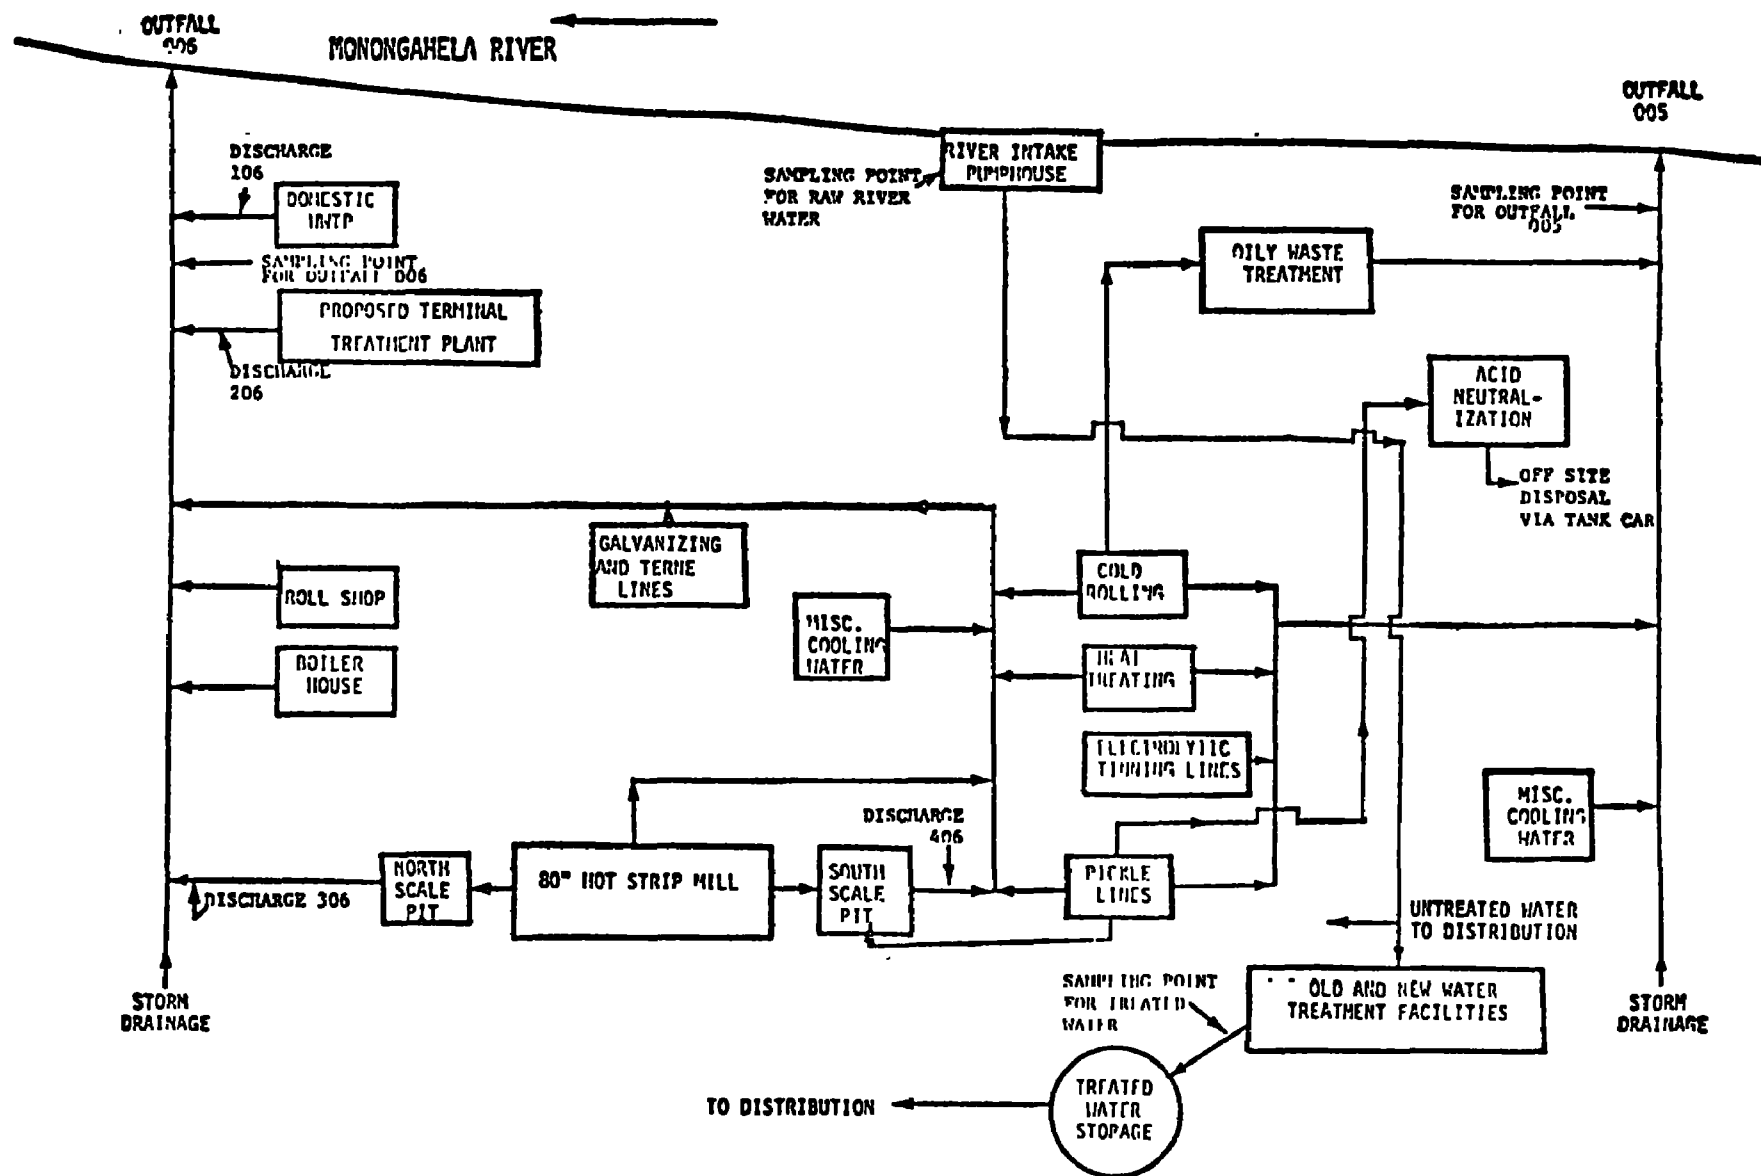 OUTFALL
006
MONONGAHELA RIVER
OUTFALL
005
DISCHARGE
106
DOMESTIC
SAMPLING POINT
FOR OUTFALL 006
PROPOSED TERMINAL
TREATMENT PLANT
DISCHARGE
206
RIVER INTAKE
PUMPHOUSE
SAMPLING POINT
FOR RAW RIVER
WATER
SAMPLING POINT
FOR OUTFALL
005
OILY WASTE
TREATMENT
ACID
NEUTRAL-
IZATION
OFF SITE
DISPOSAL
VIA TANK CAR
GALVANIZING
AND TERNE
LINES
ROLL SHOP
BOILER
HOUSE
MISC.
COOLING
WATER
COLD
ROLLING
HEAT
TREATING
ELECTROLYTIC
TINNING LINES
MISC.
COOLING
WATER
DISCHARGE
406
NORTH
SCALE
PIT
80" HOT STRIP MILL
SOUTH
SCALE
PIT
PICKLE
LINES
DISCHARGE 306
UNTREATED WATER
TO DISTRIBUTION
STORM
DRAINAGE
SAMPLING POINT
FOR TREATED
WATER
OLD AND NEW WATER
TREATMENT FACILITIES
STORM
DRAINAGE
TO DISTRIBUTION
TREATED
WATER
STOPAGE